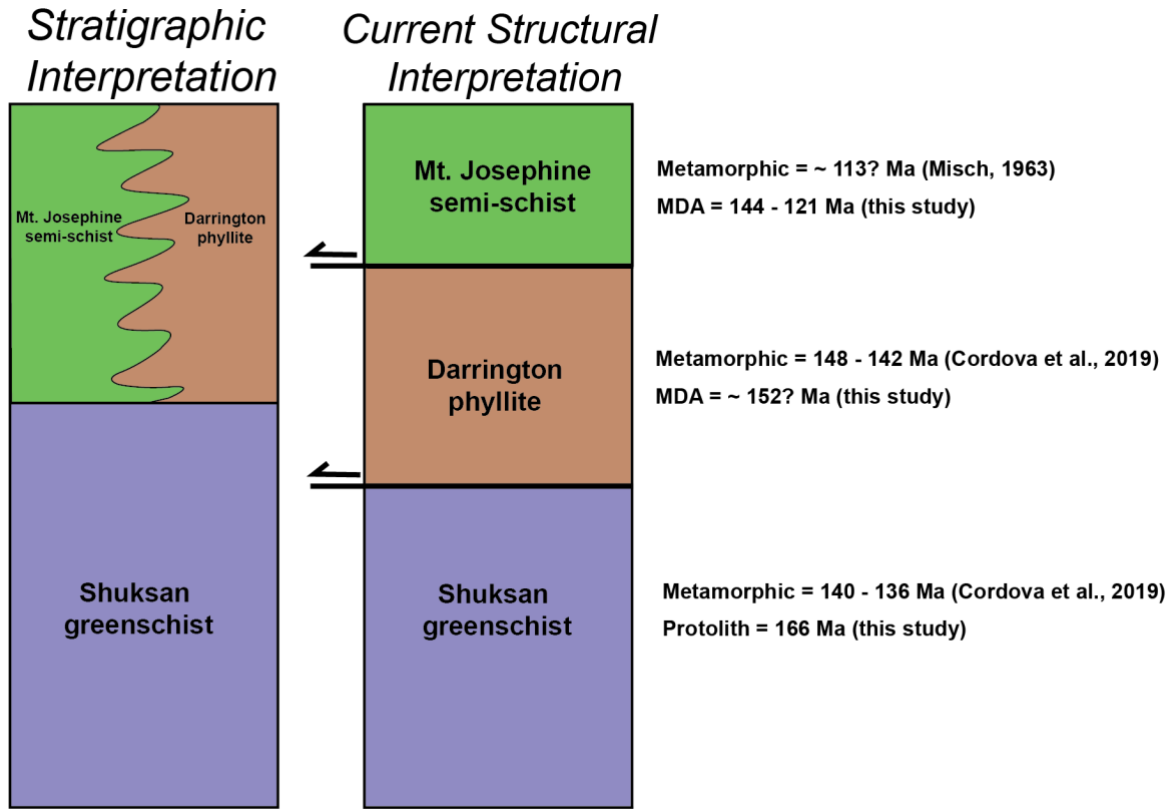 Stratigraphic
Interpretation
Current Structural
Interpretation
Mt. Josephine
semi-schist
Darrington
phyllite
Shuksan
greenschist
Mt. Josephine
semi-schist
Darrington
phyllite
Shuksan
greenschist
Metamorphic = ~ 113? Ma (Misch, 1963)
MDA = 144 - 121 Ma (this study)
Metamorphic = 148 - 142 Ma (Cordova et al., 2019)
MDA = ~ 152? Ma (this study)
Metamorphic = 140 - 136 Ma (Cordova et al., 2019)
Protolith = 166 Ma (this study)